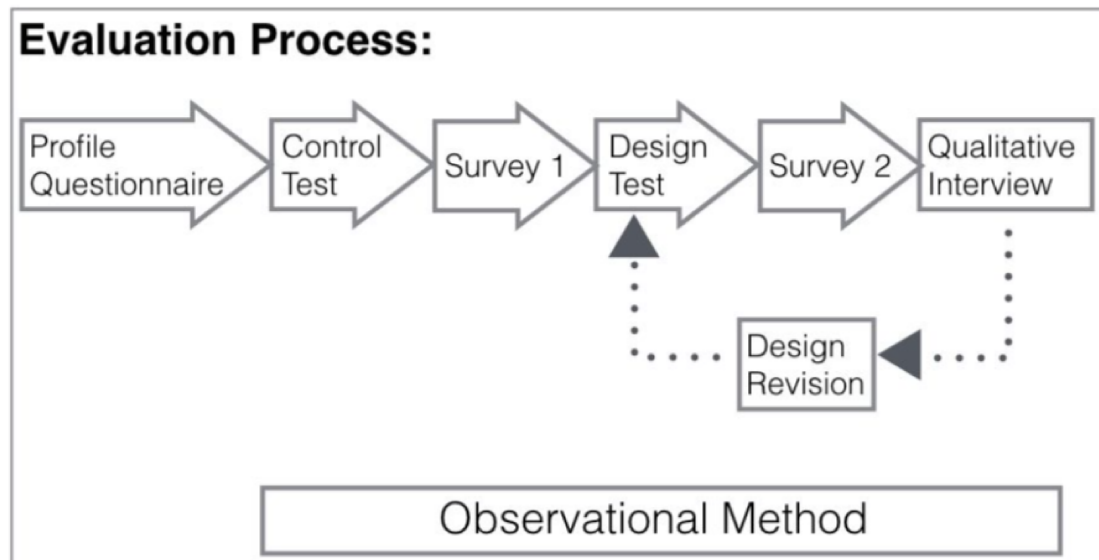 Evaluation Process:
Profile
Questionnaire
Control
Test
Survey 1
Design
Test
Survey 2
Qualitative
Interview
Design
Revision
Observational Method